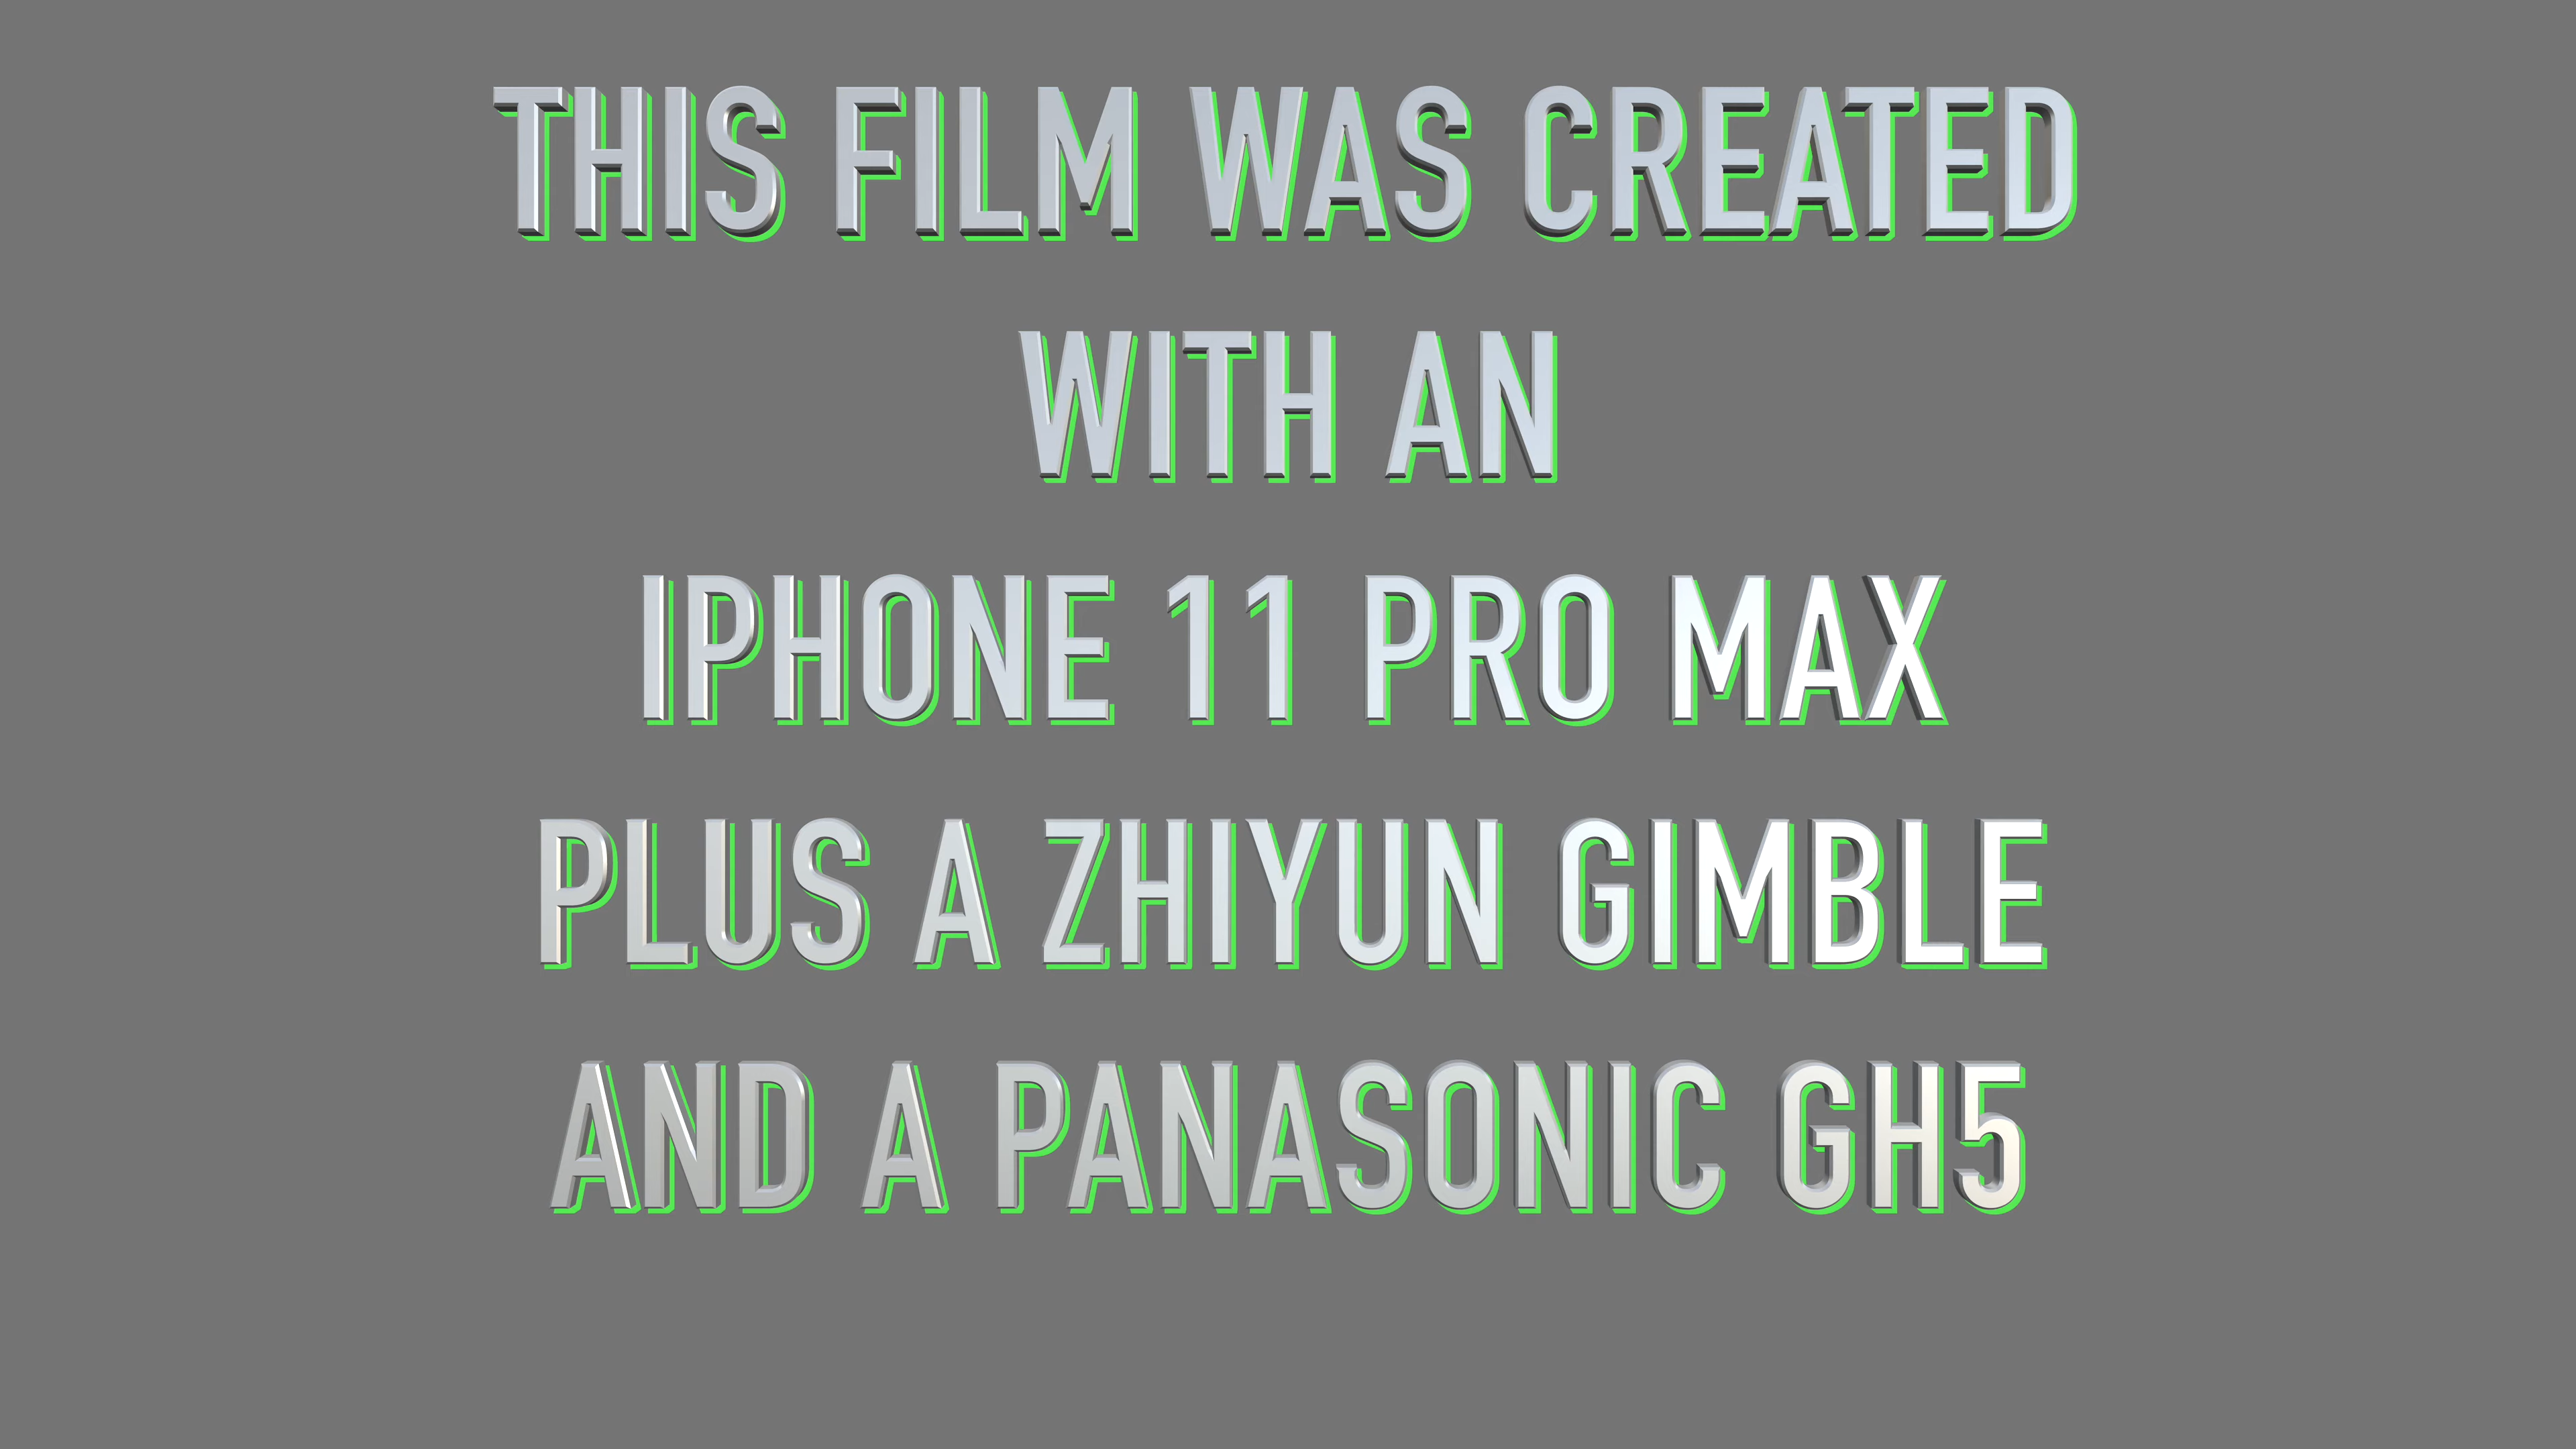 THIS FILM WAS CREATED
WITH AN
IPHONE 11 PRO MAX
PLUS A ZHIYUN GIMBLE
AND A PANASONIC GH5